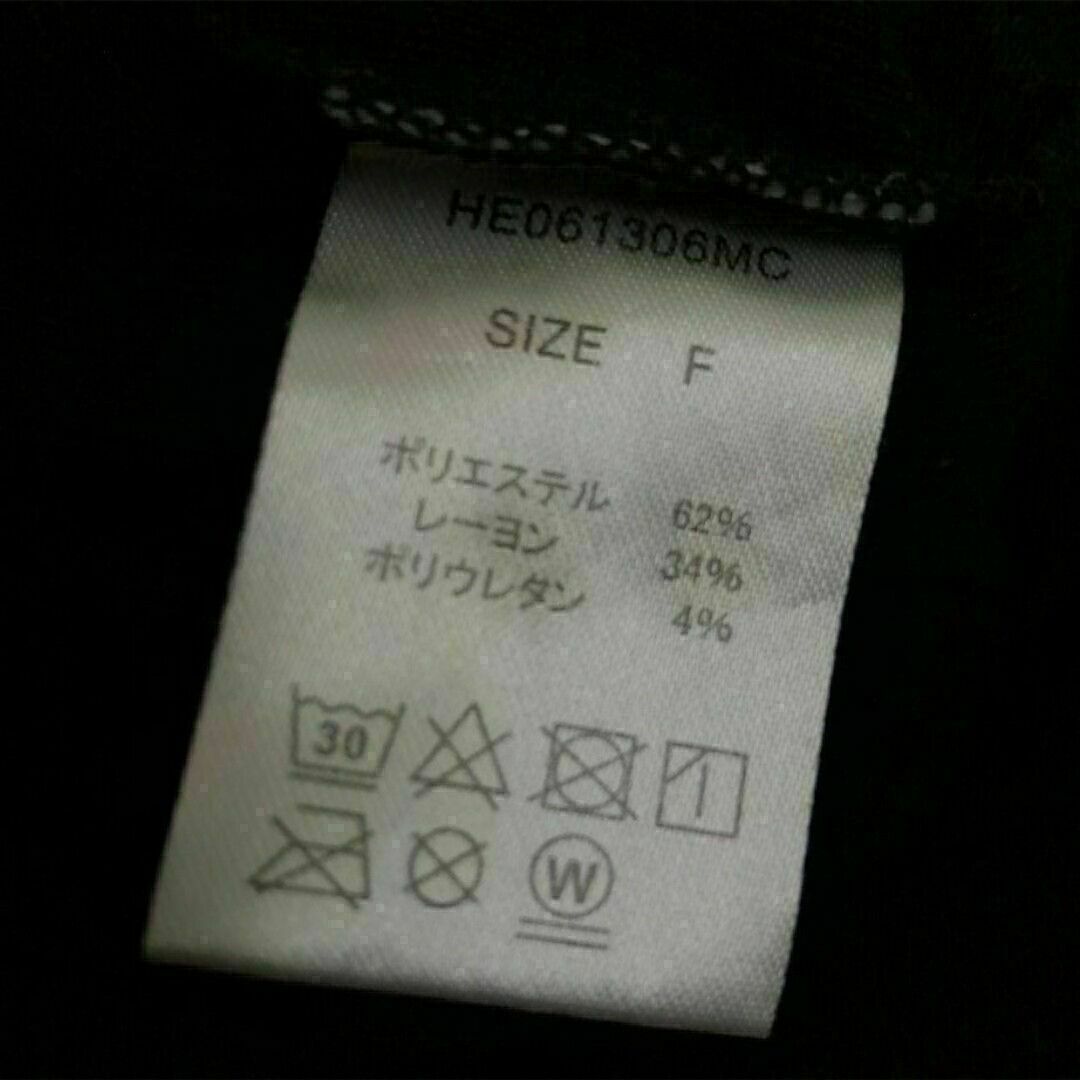 HE061306MC
SIZE F
ポリエステル 62%
レーヨン 34%
ポリウレタン 4%
30
W